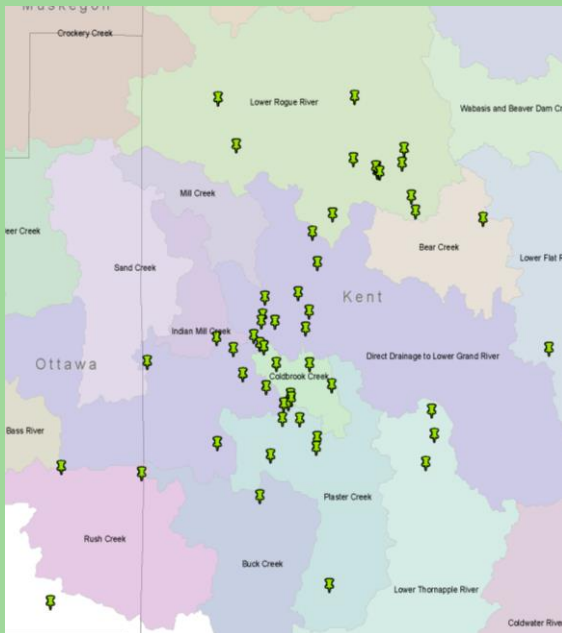 Muskegon
Crockery Creek
Lower Rogue River
Wabasis and Beaver Dam C
Mill Creek
eer Creek
Bear Creek
Sand Creek
Lower Flat R
Kent
Indian Mill Creek
Direct Drainage to Lower Grand River
Ottawa
Coldbrook Creek
Bass River
Plaster Creek
Rush Creek
Buck Creek
Lower Thornapple River
Coldwater River